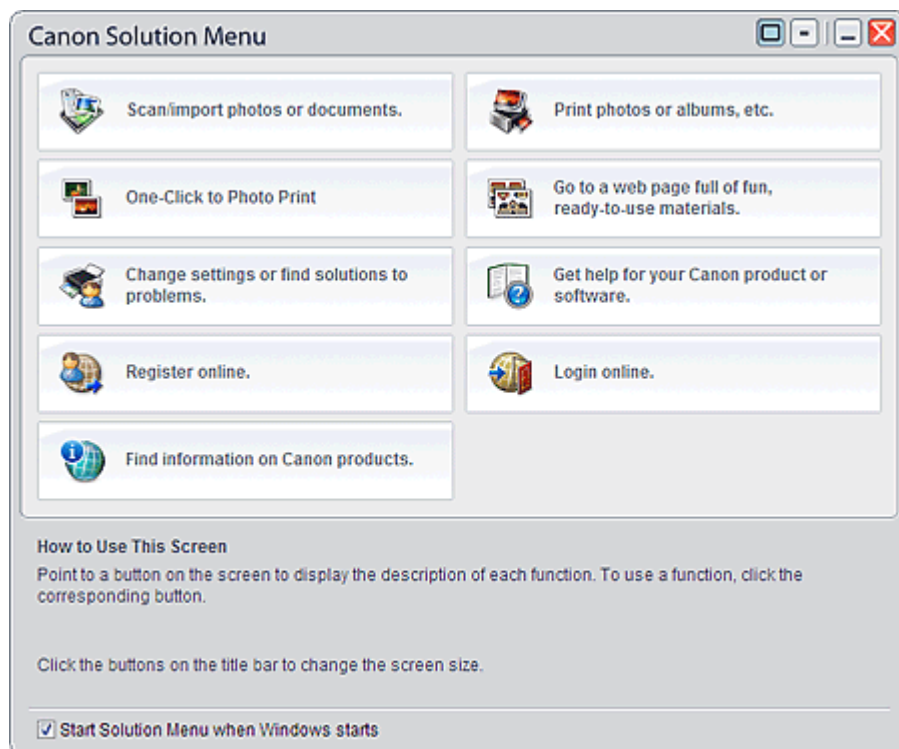 Canon Solution Menu
Scan/import photos or documents.
Print photos or albums, etc.
One-Click to Photo Print
Go to a web page full of fun,
ready-to-use materials.
Change settings or find solutions to
problems.
Get help for your Canon product or
software.
Register online.
Login online.
Find information on Canon products.
How to Use This Screen
Point to a button on the screen to display the description of each function. To use a function, click the
corresponding button.
Click the buttons on the title bar to change the screen size.
Start Solution Menu when Windows starts